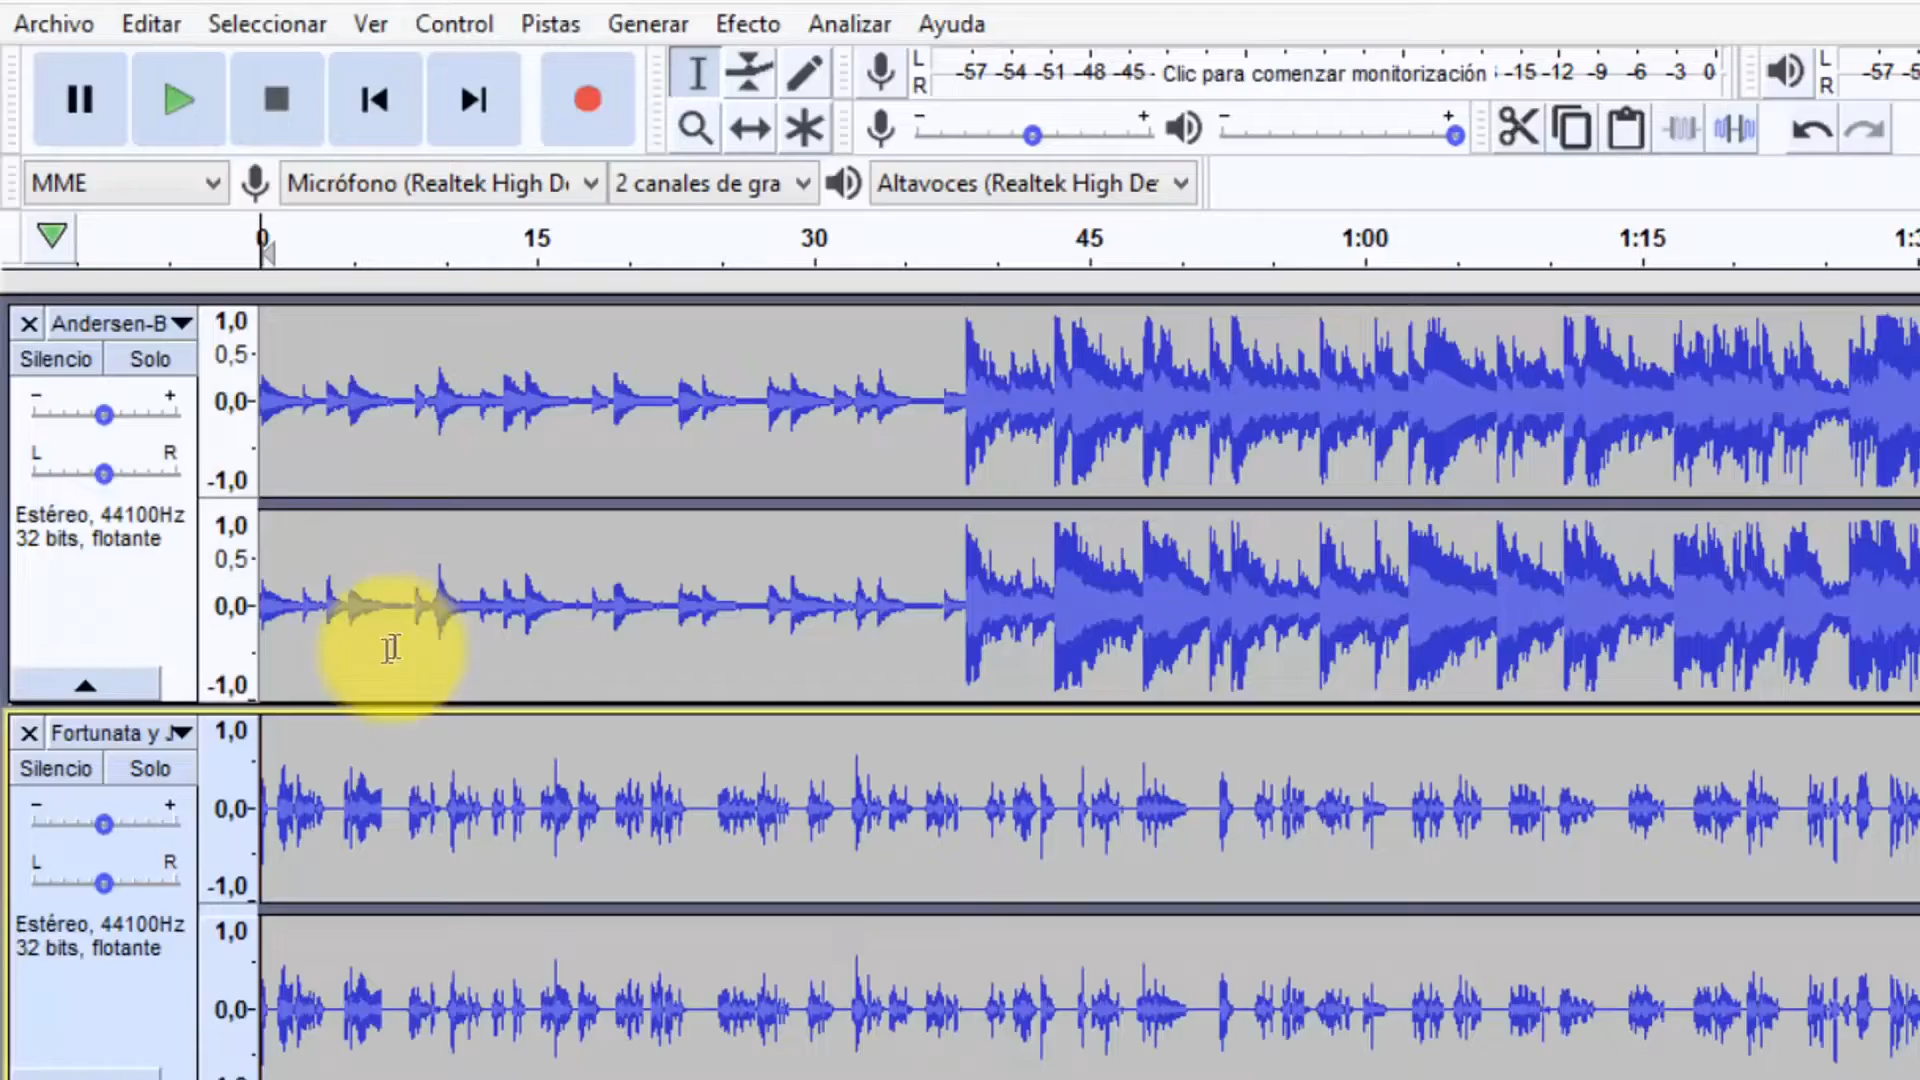 Archivo Editar Seleccionar Ver Control Pistas Generar Efecto Analizar Ayuda
L -57 -54 -51 -48 -45 Clic para comenzar monitorización -15 -12 -9 -6 -3 0 L -57
R R
- + - +
MME Micrófono (Realtek High D 2 canales de gra Altavoces (Realtek High De
0 15 30 45 1:00 1:15
Andersen-B 1,0
Silencio Solo 0,5
- + 0,0
L R
-1,0
Estéreo, 44100Hz 1,0
32 bits, flotante 0,5
0,0
-1,0
Fortunata y J 1,0
Silencio Solo
- + 0,0
L R
-1,0
Estéreo, 44100Hz 1,0
32 bits, flotante
0,0